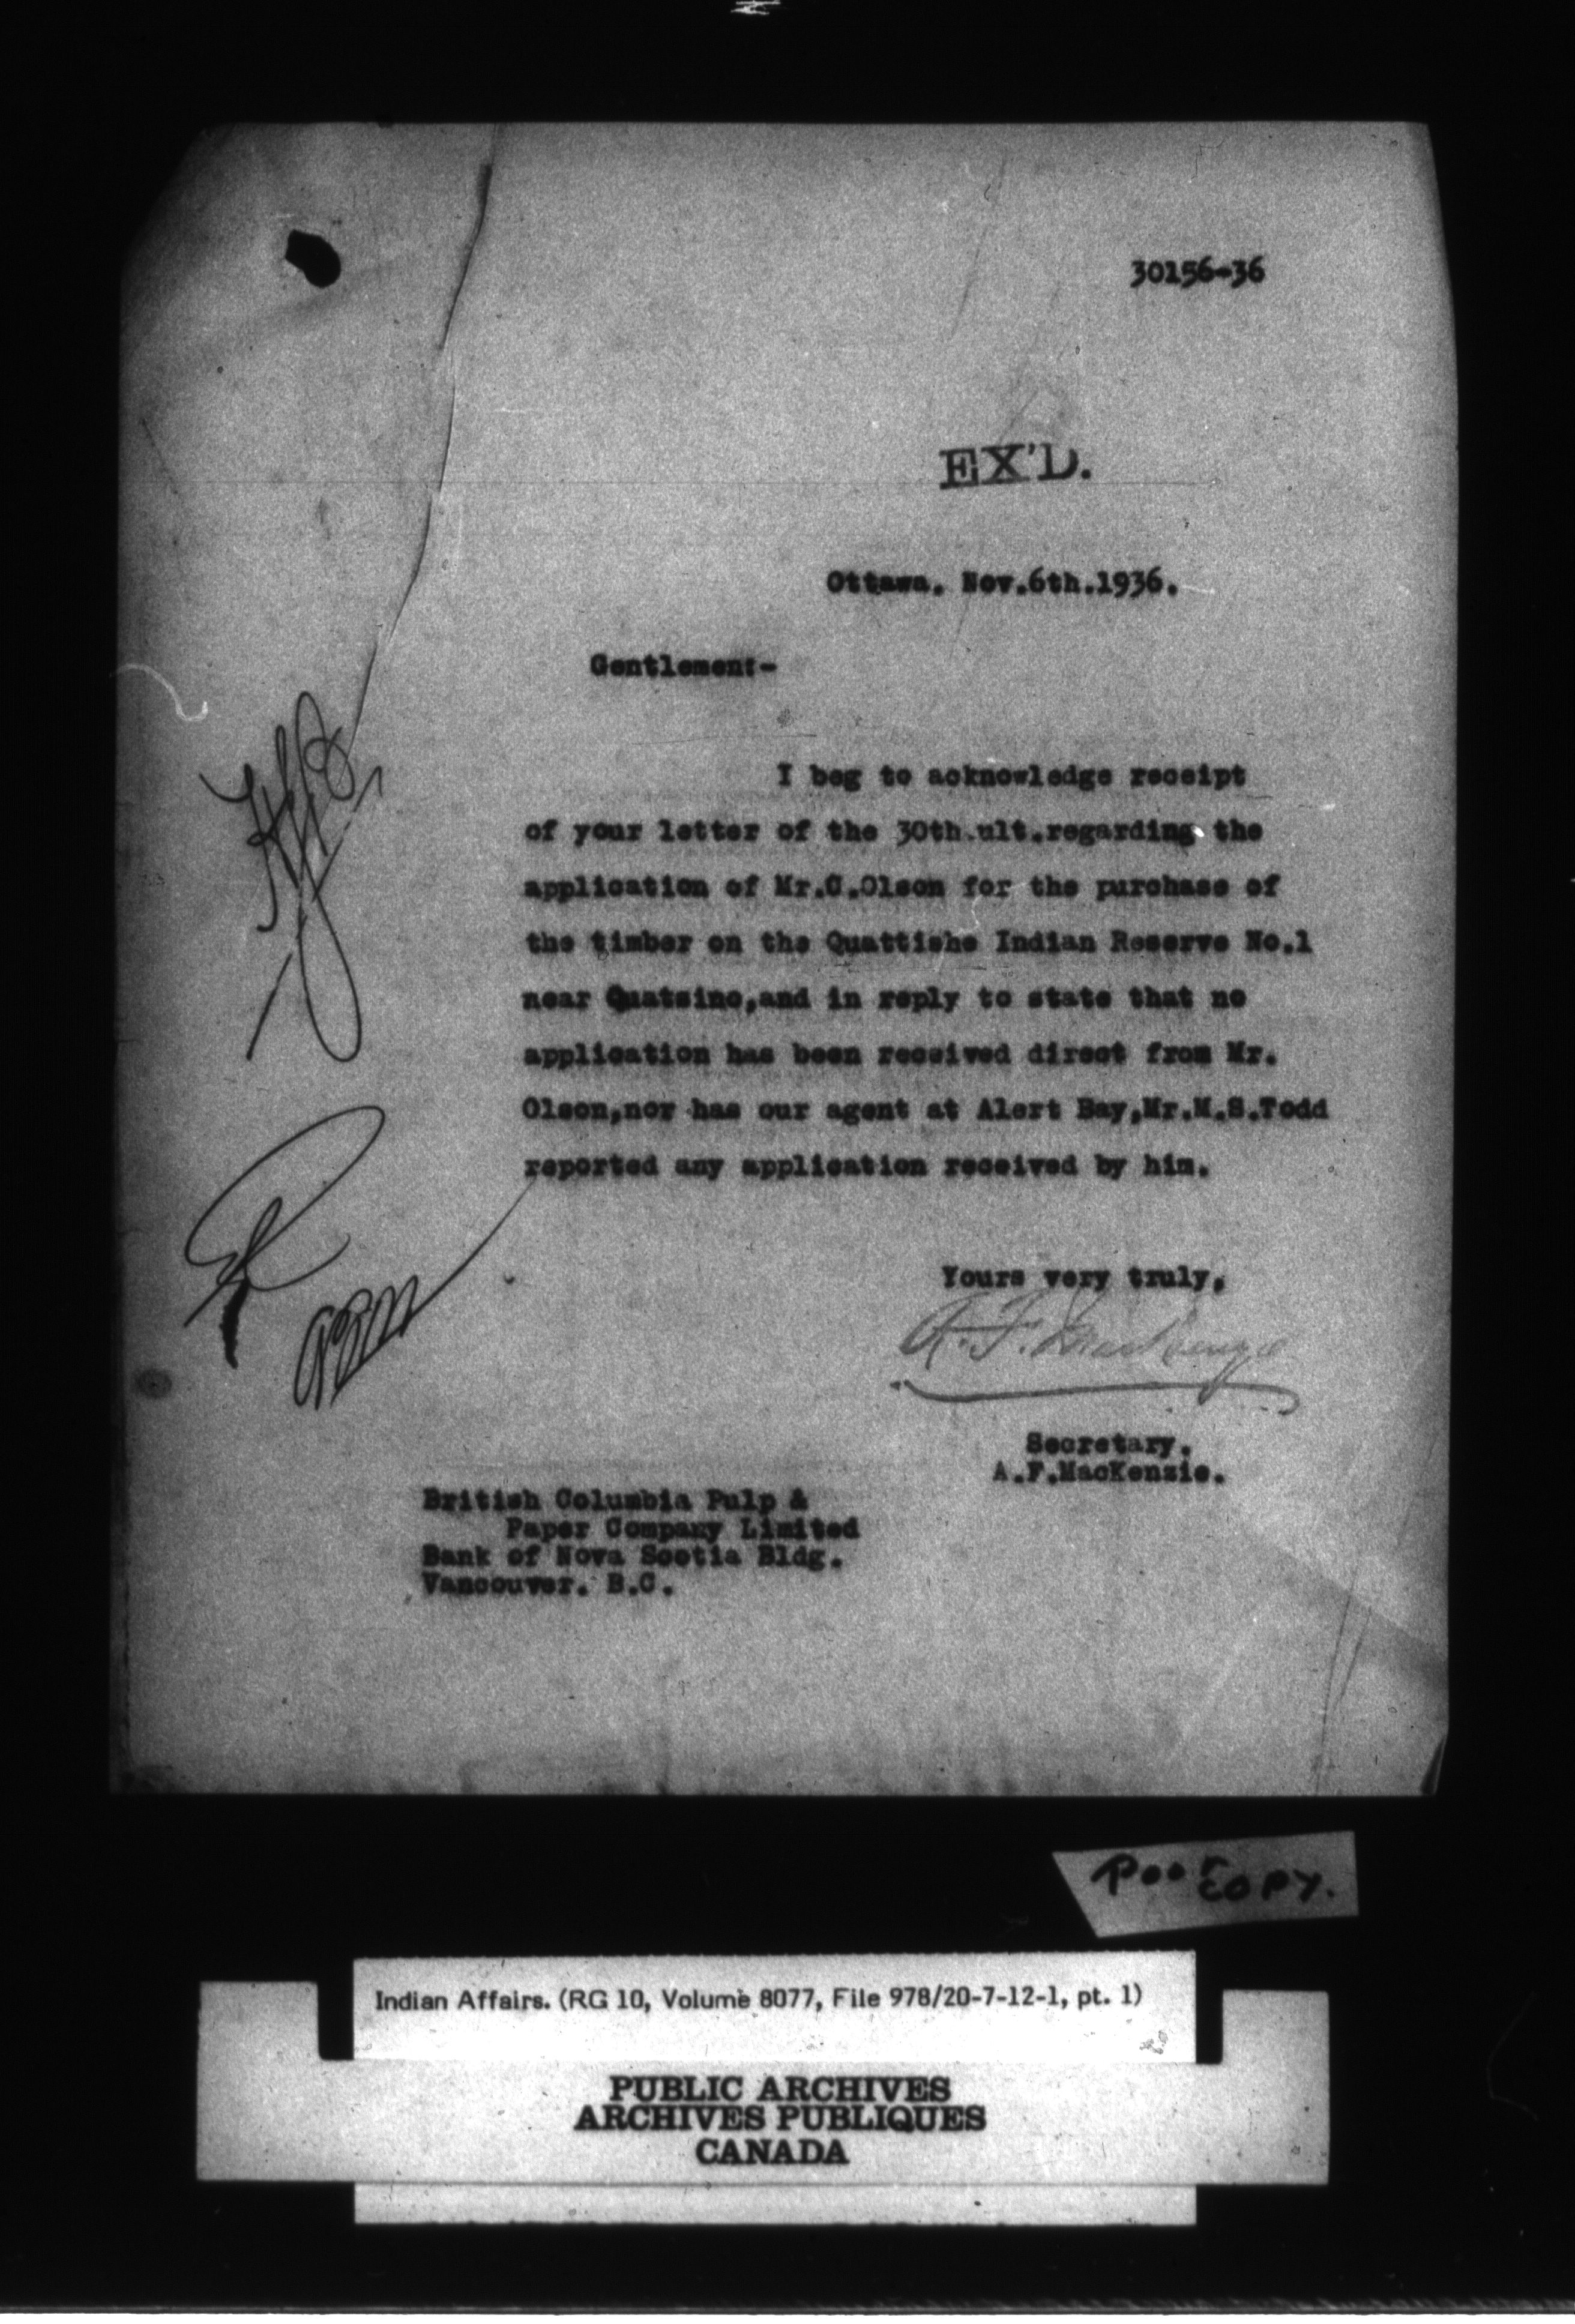 30156-36
EX'D.
Ottawa. Nov.6th.1936.
Gentlemen:-
I beg to acknowledge receipt
of your letter of the 30th.ult.regarding the
application of Mr.C.Olson for the purchase of
the timber on the Quattishe Indian Reserve No.1
near Quatsino,and in reply to state that no
application has been received direct from Mr.
Olson,nor has our agent at Alert Bay,Mr.M.S.Todd
reported any application received by him.
Yours very truly,
A. F. MacKenzie
Secretary.
A.F.MacKenzie.
British Columbia Pulp &
Paper Company Limited
Bank of Nova Scotia Bldg.
Vancouver. B.C.
Poor
COPY.
Indian Affairs. (RG 10, Volume 8077, File 978/20-7-12-1, pt. 1)
PUBLIC ARCHIVES
ARCHIVES PUBLIQUES
CANADA